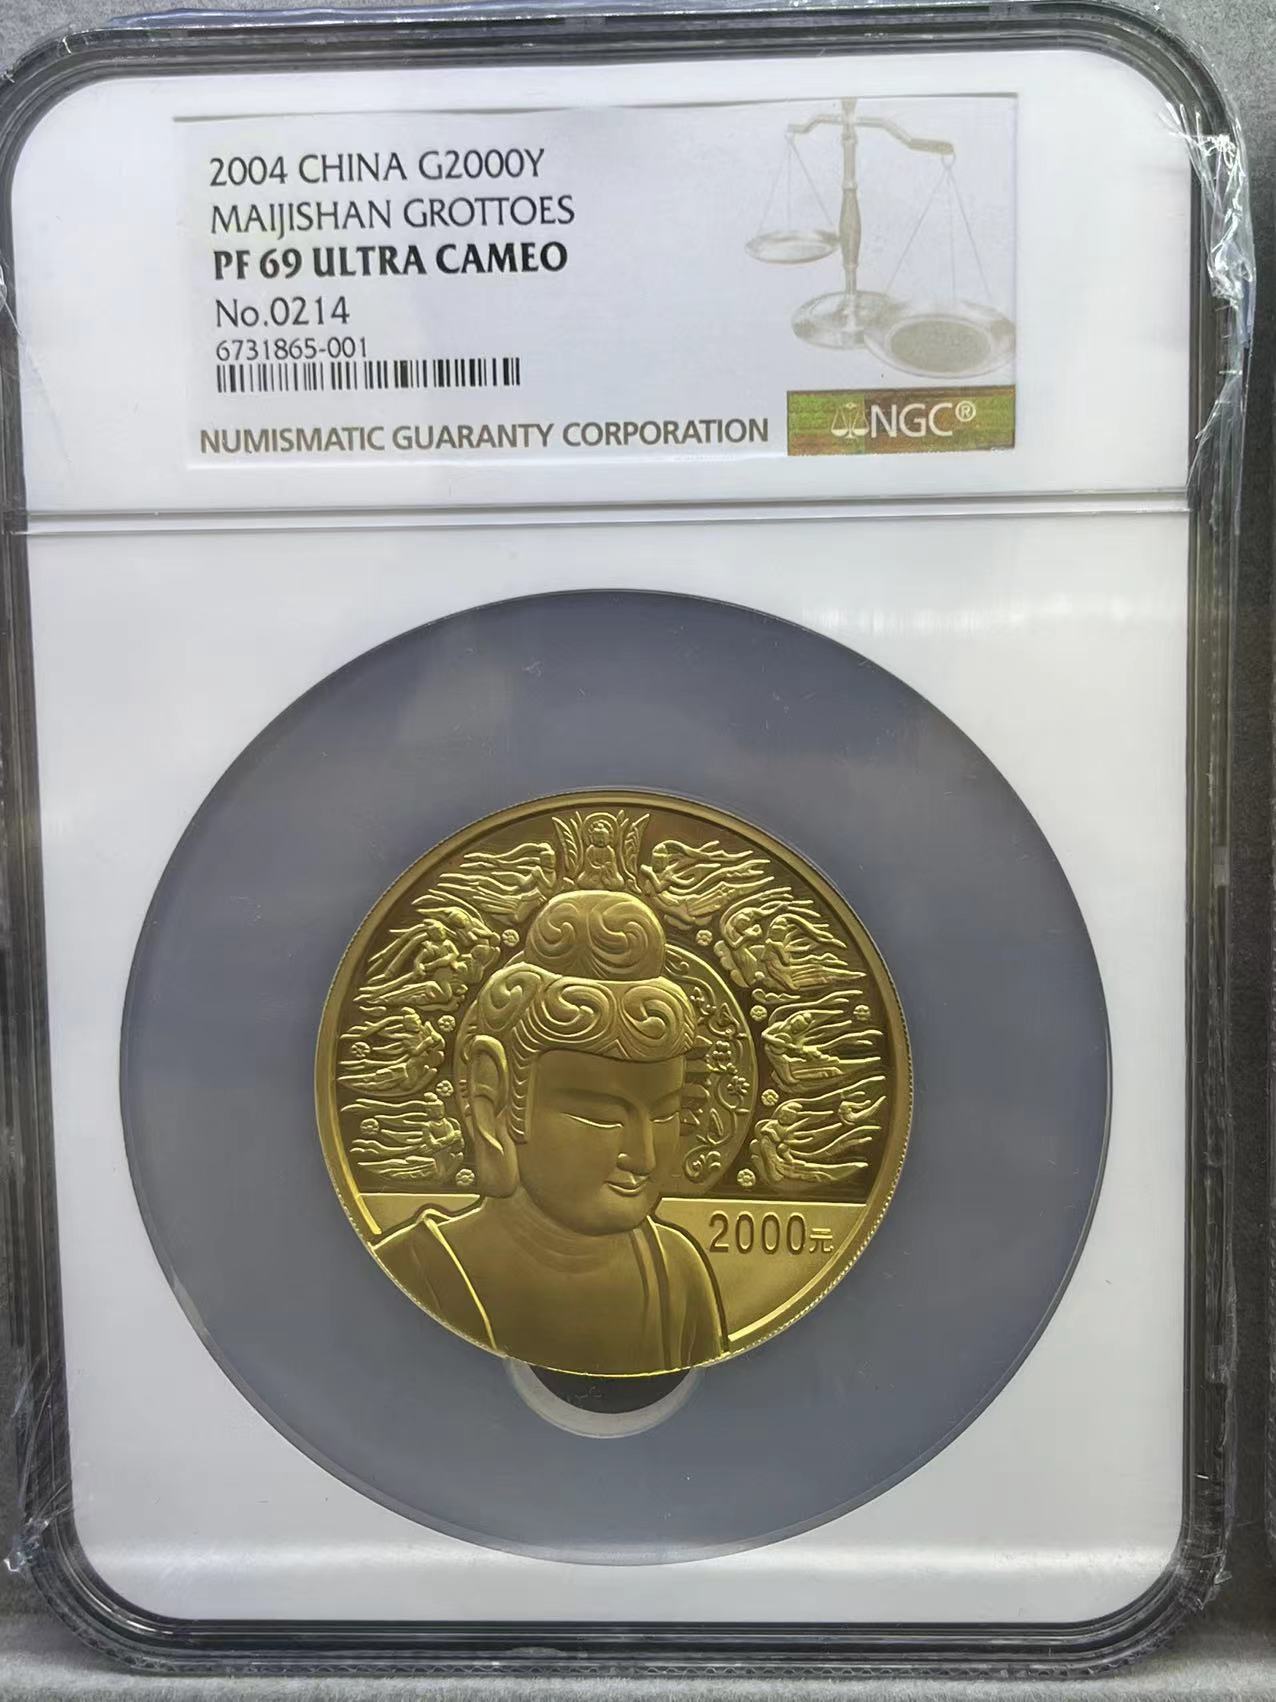 2004 CHINA G2000Y
MAIJISHAN GROTTOES
PF 69 ULTRA CAMEO
No.0214
6731865-001
NUMISMATIC GUARANTY CORPORATION
NGC®
2000元